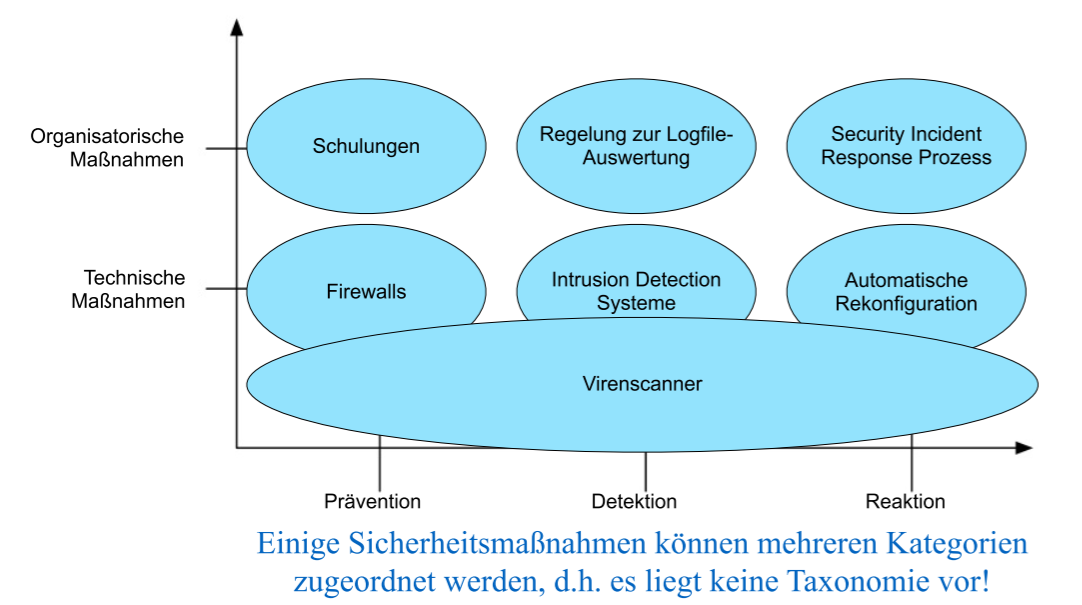 Organisatorische
Maßnahmen
Schulungen
Regelung zur Logfile-
Auswertung
Security Incident
Response Prozess
Technische
Maßnahmen
Firewalls
Intrusion Detection
Systeme
Automatische
Rekonfiguration
Virenscanner
Prävention
Detektion
Reaktion
Einige Sicherheitsmaßnahmen können mehreren Kategorien
zugeordnet werden, d.h. es liegt keine Taxonomie vor!